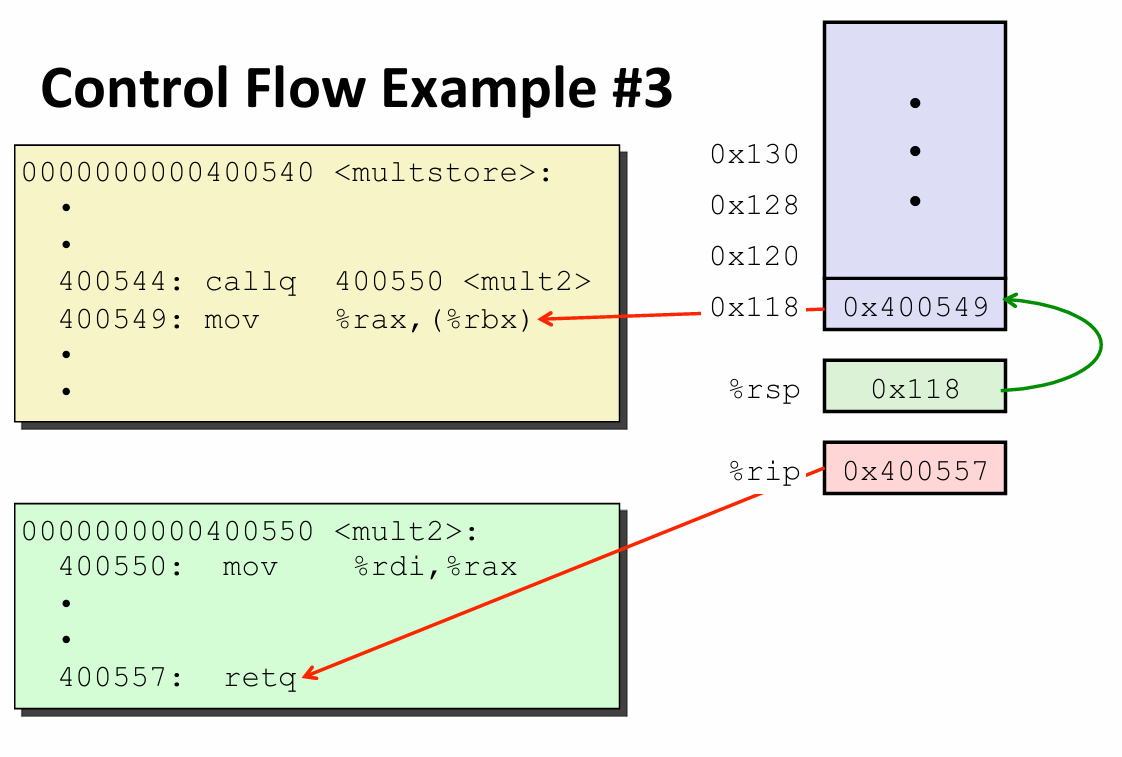 Control Flow Example #3
0000000000400540 <multstore>:
•
•
400544: callq 400550 <mult2>
400549: mov %rax,(%rbx)
•
•
0000000000400550 <mult2>:
400550: mov %rdi,%rax
•
•
400557: retq
•
0x130 •
0x128 •
0x120
0x118 0x400549
%rsp 0x118
%rip 0x400557